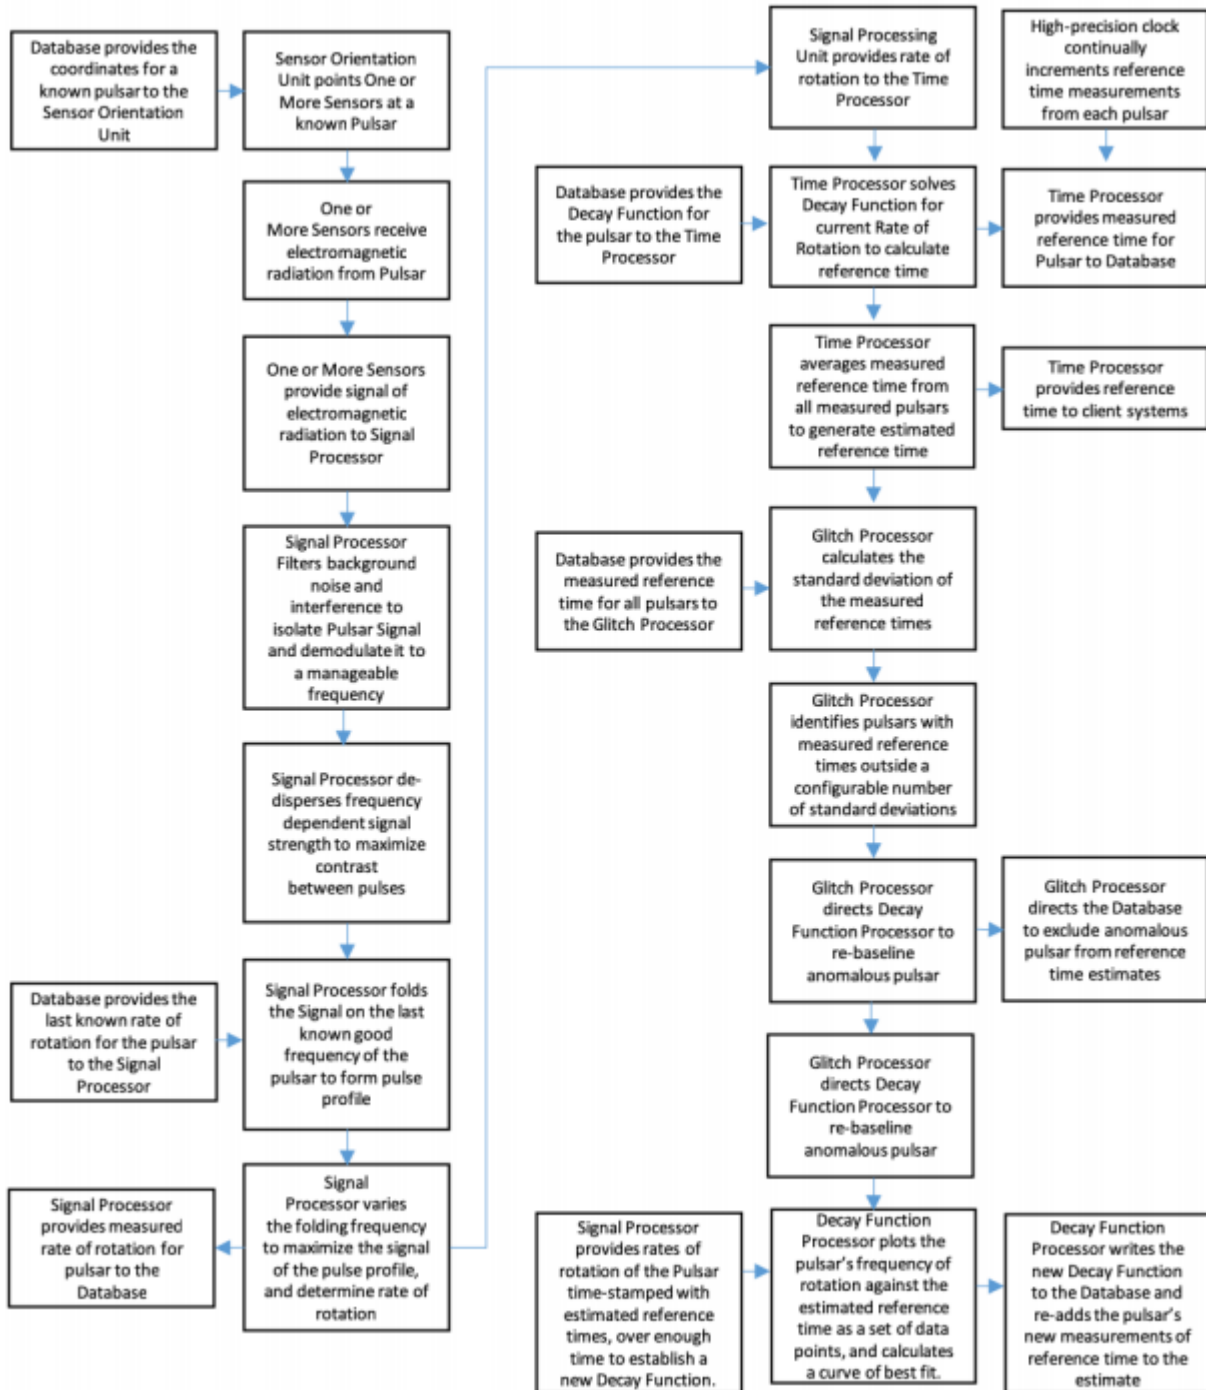 Database provides the
coordinates for a
known pulsar to the
Sensor Orientation
Unit
Sensor Orientation
Unit points One or
More Sensors at a
known Pulsar
One or
More Sensors receive
electromagnetic
radiation from Pulsar
One or More Sensors
provide signal of
electromagnetic
radiation to Signal
Processor
Signal Processor
Filters background
noise and
interference to
isolate Pulsar Signal
and demodulate it to
a manageable
frequency
Signal Processor de-
disperses frequency
dependent signal
strength to maximize
contrast
between pulses
Database provides the
last known rate of
rotation for the pulsar
to the Signal
Processor
Signal Processor folds
the Signal on the last
known good
frequency of the
pulsar to form pulse
profile
Signal
Processor varies
the folding frequency
to maximize the signal
of the pulse profile,
and determine rate of
rotation
Signal Processor
provides measured
rate of rotation for
pulsar to the
Database
Signal Processing
Unit provides rate of
rotation to the Time
Processor
High-precision clock
continually
increments reference
time measurements
from each pulsar
Database provides the
Decay Function for
the pulsar to the Time
Processor
Time Processor solves
Decay Function for
current Rate of
Rotation to calculate
reference time
Time Processor
provides measured
reference time for
Pulsar to Database
Time Processor
averages measured
reference time from
all measured pulsars
to generate estimated
reference time
Time Processor
provides reference
time to client systems
Database provides the
measured reference
time for all pulsars to
the Glitch Processor
Glitch Processor
calculates the
standard deviation of
the measured
reference times
Glitch Processor
identifies pulsars with
measured reference
times outside a
configurable number
of standard deviations
Glitch Processor
directs Decay
Function Processor to
re-baseline
anomalous pulsar
Glitch Processor
directs the Database
to exclude anomalous
pulsar from reference
time estimates
Glitch Processor
directs Decay
Function Processor to
re-baseline
anomalous pulsar
Signal Processor
provides rates of
rotation of the Pulsar
time-stamped with
estimated reference
times, over enough
time to establish a
new Decay Function.
Decay Function
Processor plots the
pulsar's frequency of
rotation against the
estimated reference
time as a set of data
points, and calculates
a curve of best fit.
Decay Function
Processor writes the
new Decay Function
to the Database and
re-adds the pulsar's
new measurements of
reference time to the
estimate